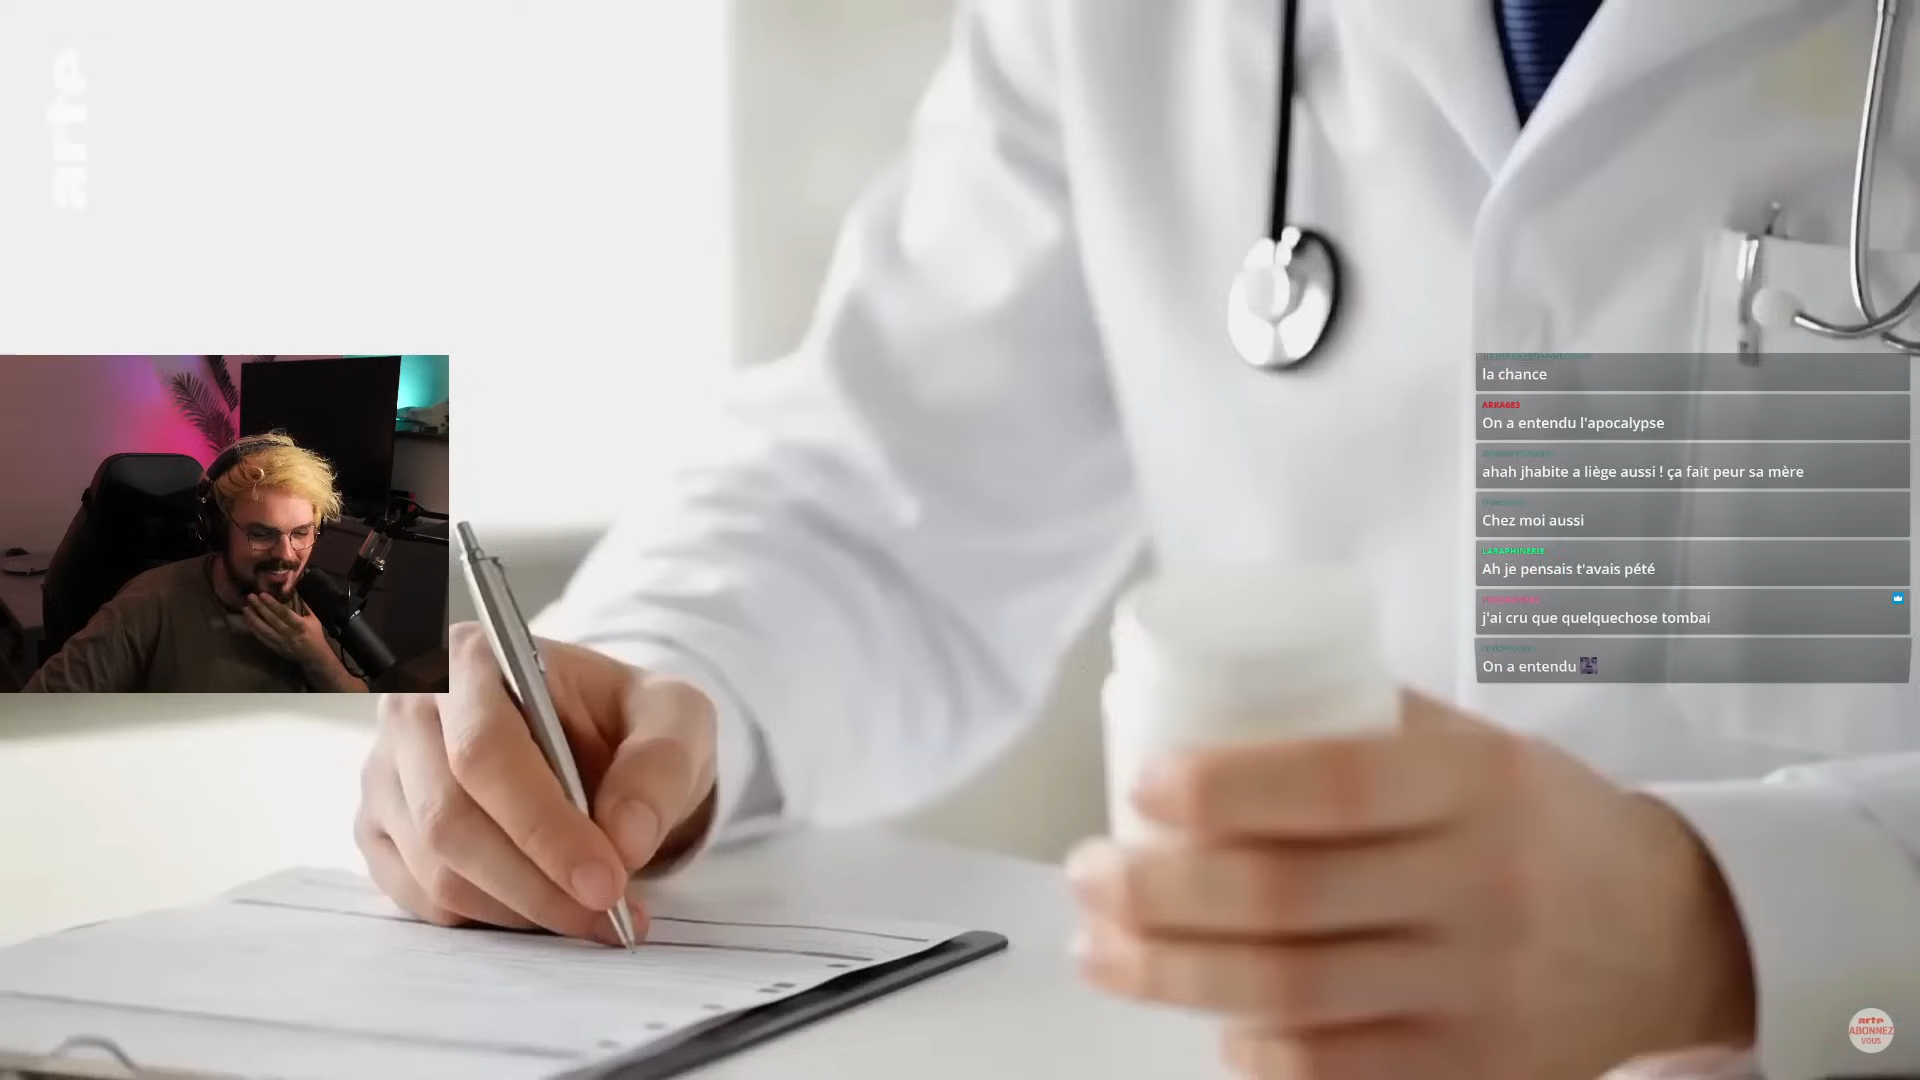 arte
la chance
ARKA683
On a entendu l'apocalypse
ahah jhabite a liège aussi ! ça fait peur sa mère
Chez moi aussi
LARAPHINERIE
Ah je pensais t'avais pété
j'ai cru que quelquechose tombai
On a entendu
arte
ABONNEZ
VOUS